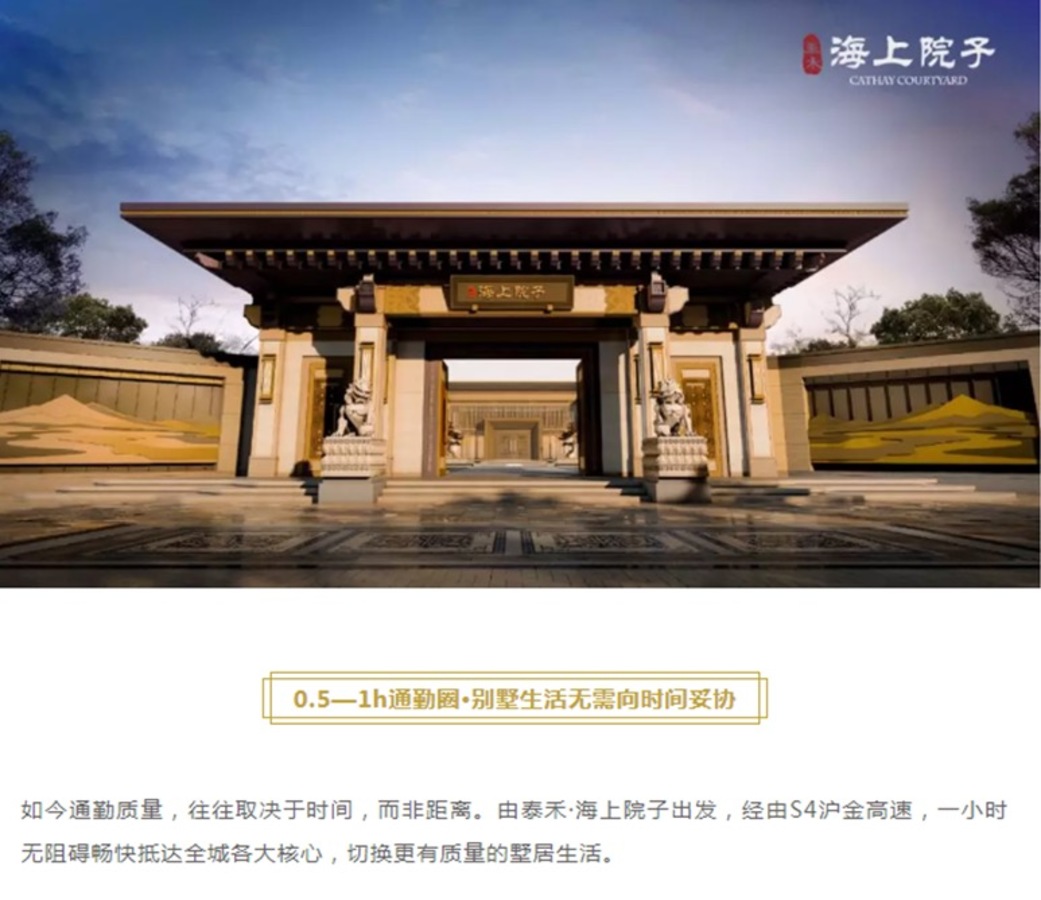 泰禾
海上院子
CATHAY COURTYARD
海上院子
0.5—1h通勤圈·别墅生活无需向时间妥协
如今通勤质量，往往取决于时间，而非距离。由泰禾·海上院子出发，经由S4沪金高速，一小时
无阻碍畅快抵达全城各大核心，切换更有质量的墅居生活。